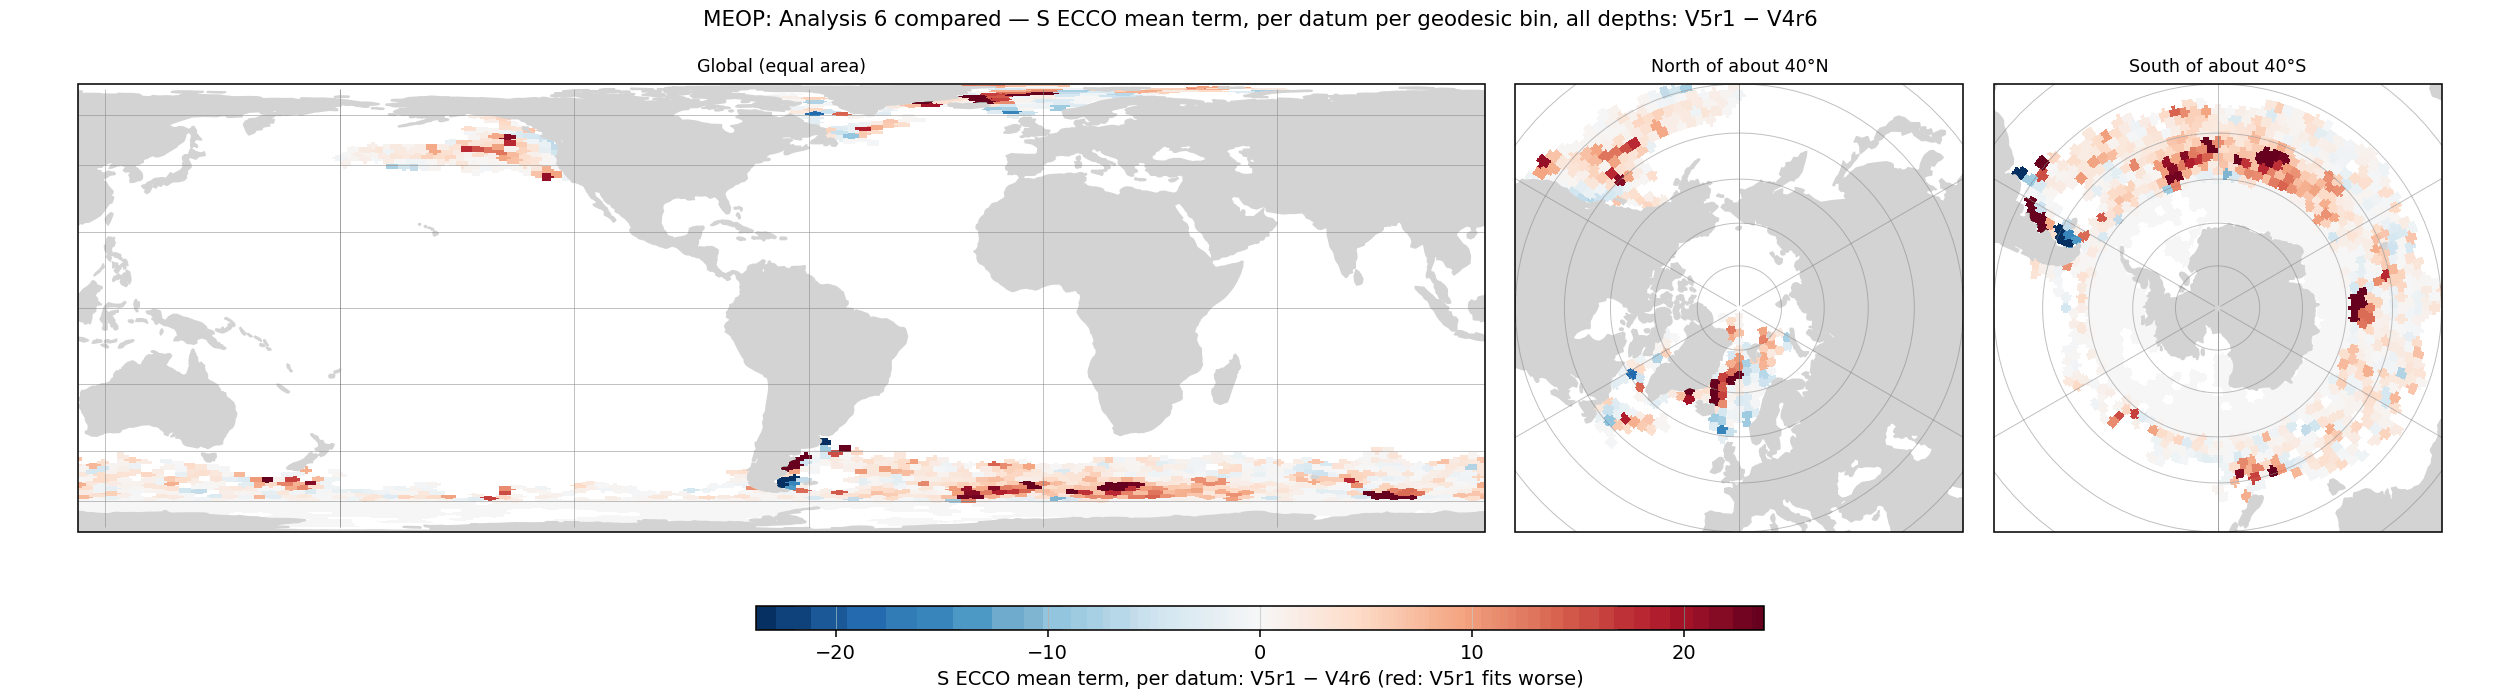 MEOP: Analysis 6 compared — S ECCO mean term, per datum per geodesic bin, all depths: V5r1 − V4r6
Global (equal area)
North of about 40°N
South of about 40°S
−20
−10
0
10
20
S ECCO mean term, per datum: V5r1 − V4r6 (red: V5r1 fits worse)